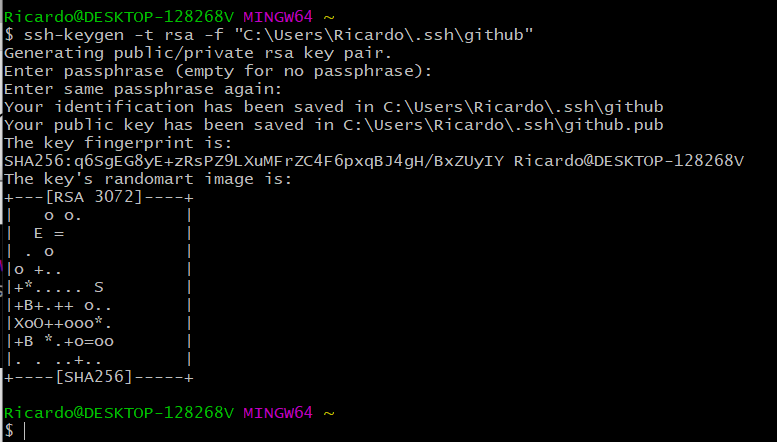 Ricardo@DESKTOP-128268V MINGW64 ~
$ ssh-keygen -t rsa -f "C:\Users\Ricardo\.ssh\github"
Generating public/private rsa key pair.
Enter passphrase (empty for no passphrase):
Enter same passphrase again:
Your identification has been saved in C:\Users\Ricardo\.ssh\github
Your public key has been saved in C:\Users\Ricardo\.ssh\github.pub
The key fingerprint is:
SHA256:q6SgEG8yE+zRsPZ9LXuMFrZC4F6pxqBJ4gH/BxZUyIY Ricardo@DESKTOP-128268V
The key's randomart image is:
+---[RSA 3072]----+
|    o o.         |
|   E =           |
| . o             |
|o +..            |
|+*..... S        |
|+B+.++ o..       |
|XoO++ooo*.       |
|+B *.+o=oo       |
|. . ..+..        |
+----[SHA256]-----+
Ricardo@DESKTOP-128268V MINGW64 ~
$